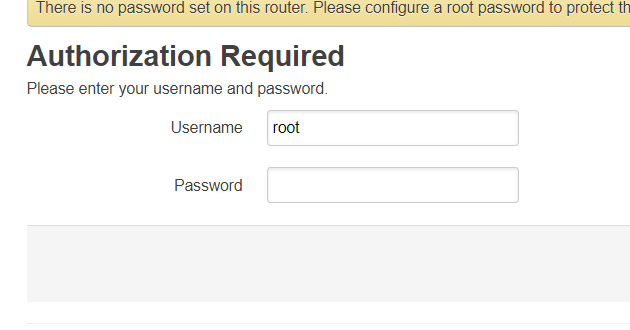 There is no password set on this router. Please configure a root password to protect th
Authorization Required
Please enter your username and password.
Username root
Password